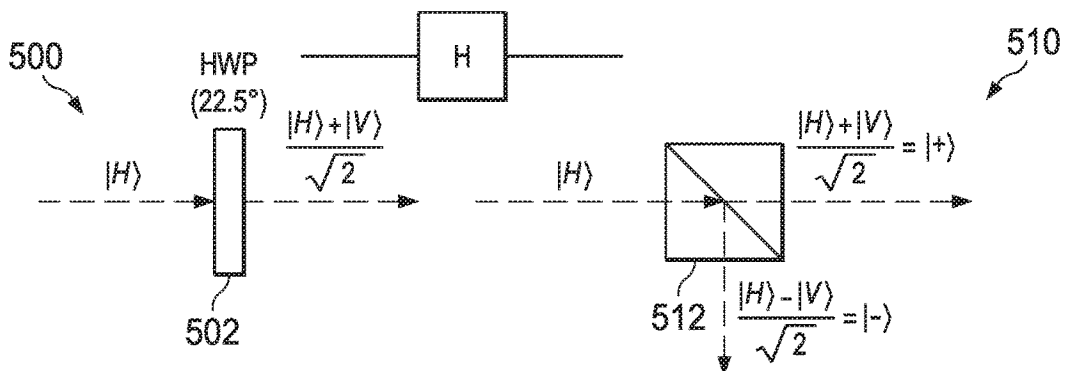 500
HWP
(22.5°)
H
510
|H⟩
|H⟩+|V⟩
√2
|H⟩
|H⟩+|V⟩
√2
= |+⟩
502
512
|H⟩−|V⟩
√2
= |−⟩